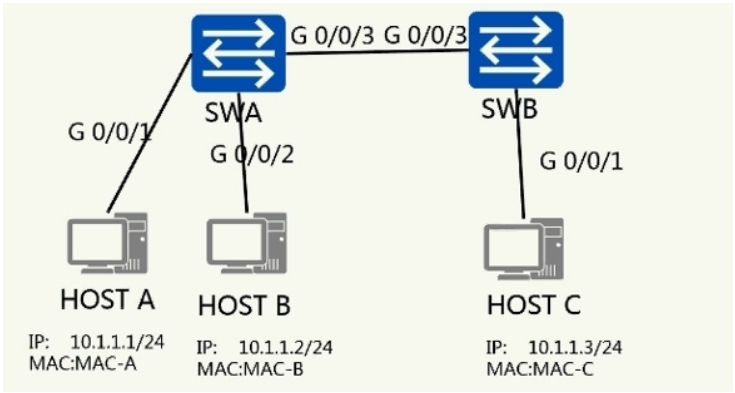 G 0/0/3 G 0/0/3
SWA
SWB
G 0/0/1
G 0/0/2
G 0/0/1
HOST A
HOST B
HOST C
IP: 10.1.1.1/24
MAC:MAC-A
IP: 10.1.1.2/24
MAC:MAC-B
IP: 10.1.1.3/24
MAC:MAC-C